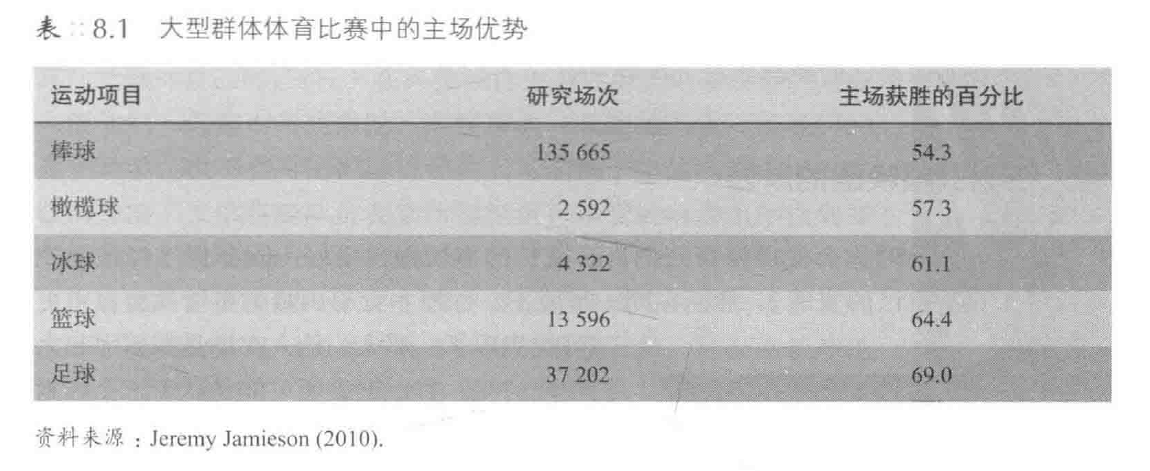 表 8.1 大型群体体育比赛中的主场优势
运动项目 研究场次 主场获胜的百分比
棒球 135 665 54.3
橄榄球 2 592 57.3
冰球 4 322 61.1
篮球 13 596 64.4
足球 37 202 69.0
资料来源：Jeremy Jamieson (2010).